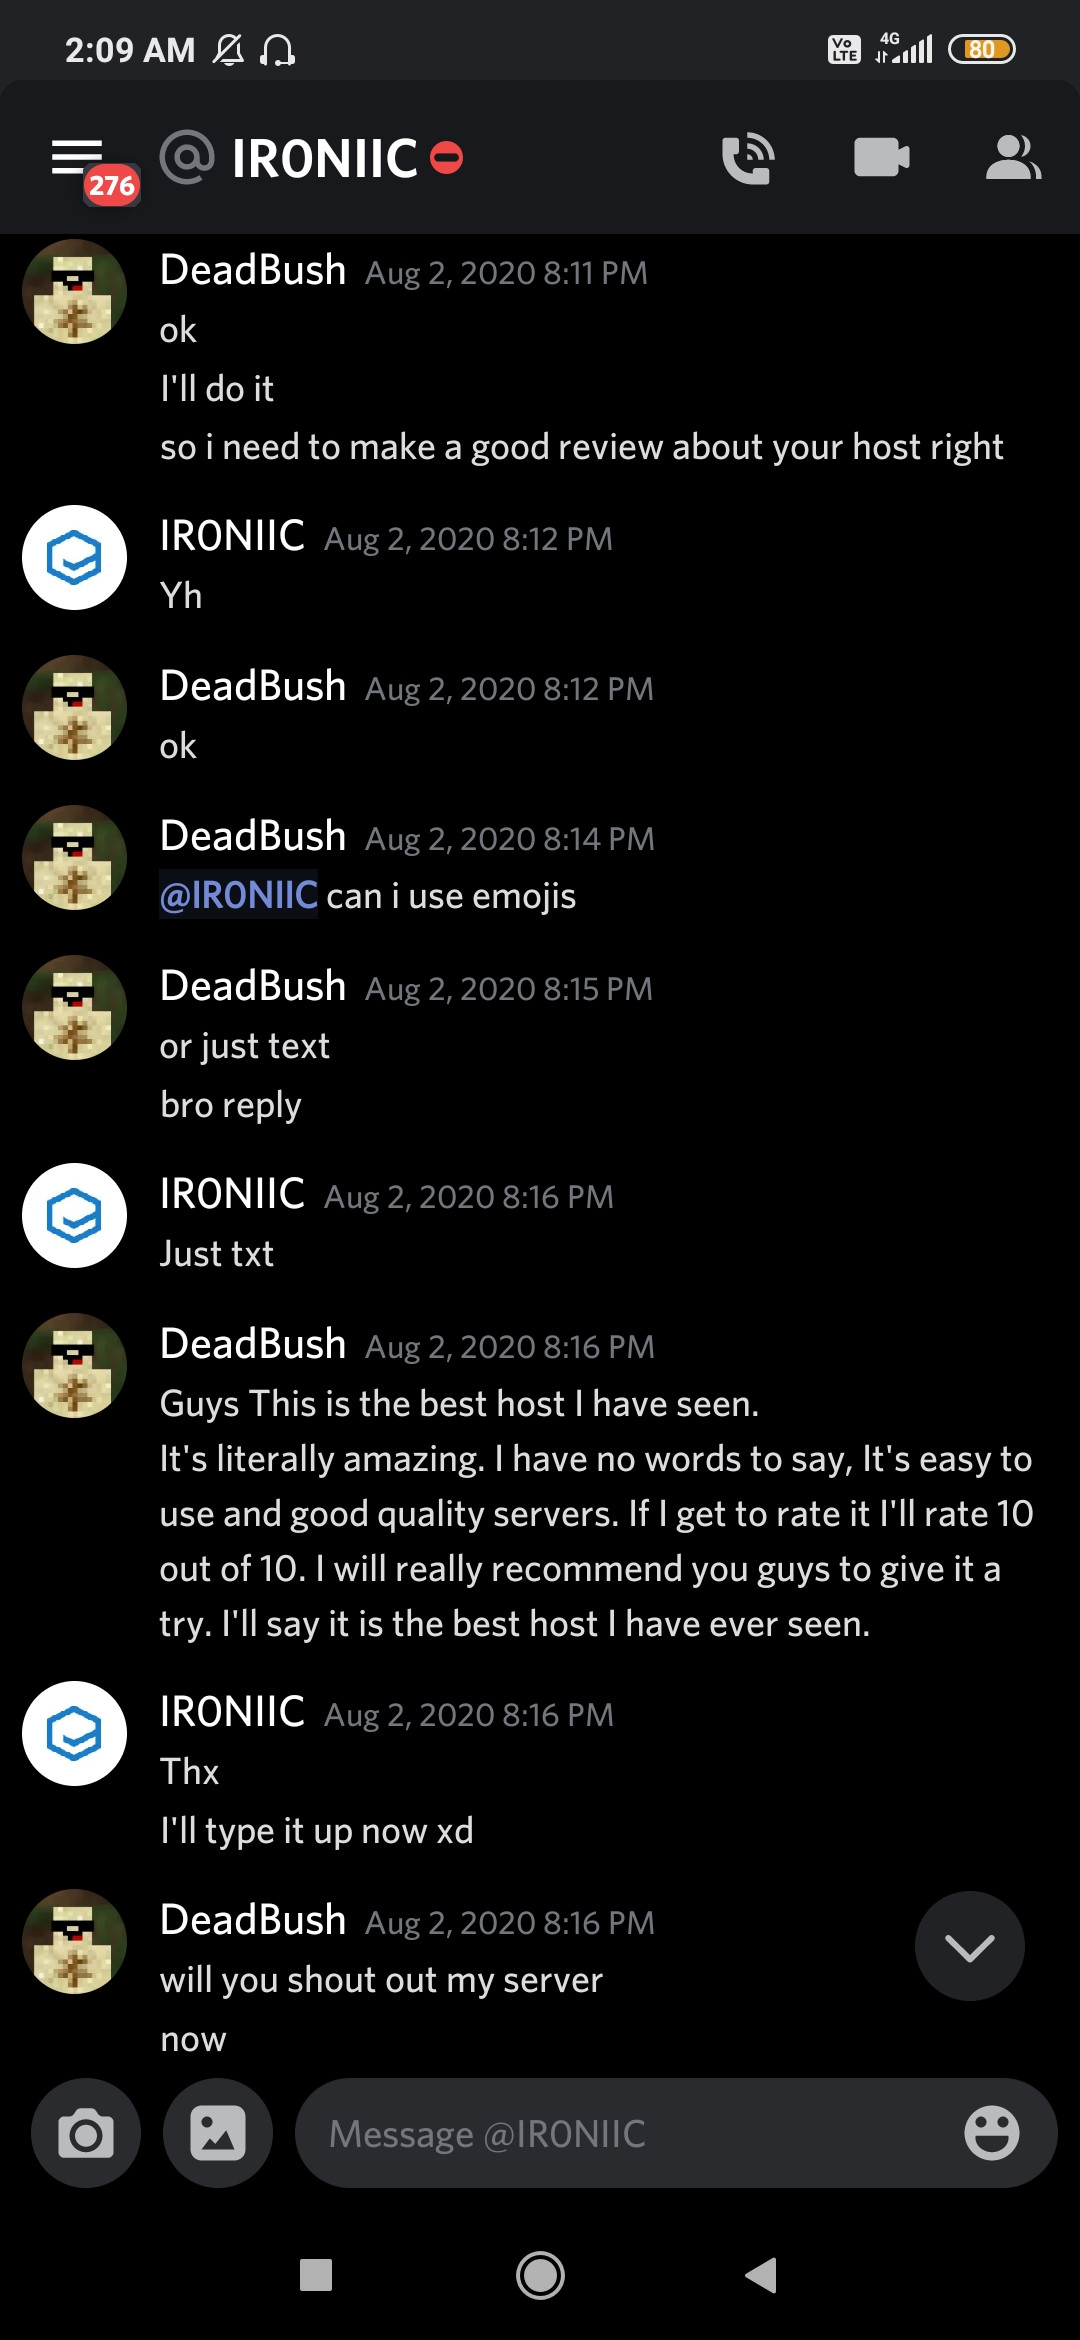 2:09 AM
Vo LTE
4G
80
276
IR0NIIC
DeadBush Aug 2, 2020 8:11 PM
ok
I'll do it
so i need to make a good review about your host right
IR0NIIC Aug 2, 2020 8:12 PM
Yh
DeadBush Aug 2, 2020 8:12 PM
ok
DeadBush Aug 2, 2020 8:14 PM
@IR0NIIC can i use emojis
DeadBush Aug 2, 2020 8:15 PM
or just text
bro reply
IR0NIIC Aug 2, 2020 8:16 PM
Just txt
DeadBush Aug 2, 2020 8:16 PM
Guys This is the best host I have seen.
It's literally amazing. I have no words to say, It's easy to
use and good quality servers. If I get to rate it I'll rate 10
out of 10. I will really recommend you guys to give it a
try. I'll say it is the best host I have ever seen.
IR0NIIC Aug 2, 2020 8:16 PM
Thx
I'll type it up now xd
DeadBush Aug 2, 2020 8:16 PM
will you shout out my server
now
Message @IR0NIIC